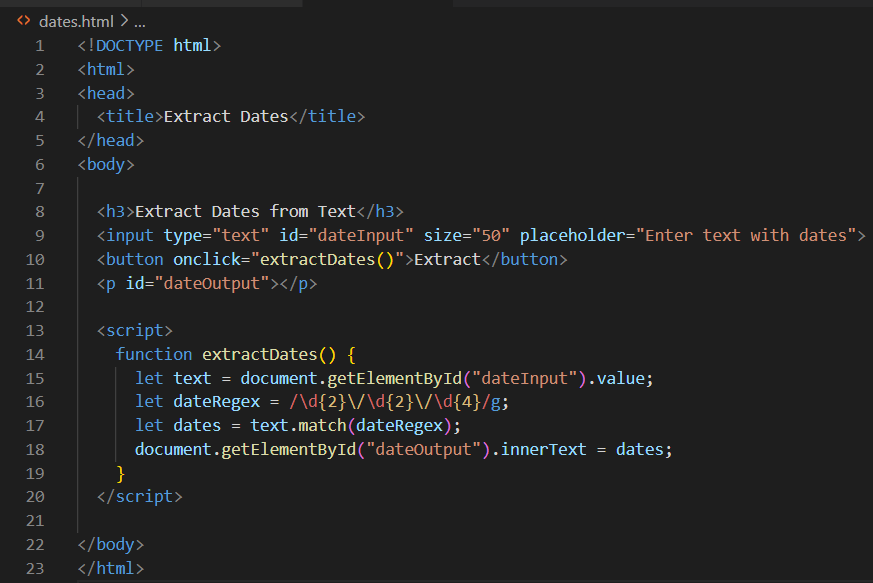 dates.html > ...
1 <!DOCTYPE html>
2 <html>
3 <head>
4   <title>Extract Dates</title>
5 </head>
6 <body>
7
8   <h3>Extract Dates from Text</h3>
9   <input type="text" id="dateInput" size="50" placeholder="Enter text with dates">
10   <button onclick="extractDates()">Extract</button>
11   <p id="dateOutput"></p>
12
13   <script>
14     function extractDates() {
15       let text = document.getElementById("dateInput").value;
16       let dateRegex = /\d{2}\/\d{2}\/\d{4}/g;
17       let dates = text.match(dateRegex);
18       document.getElementById("dateOutput").innerText = dates;
19     }
20   </script>
21
22 </body>
23 </html>